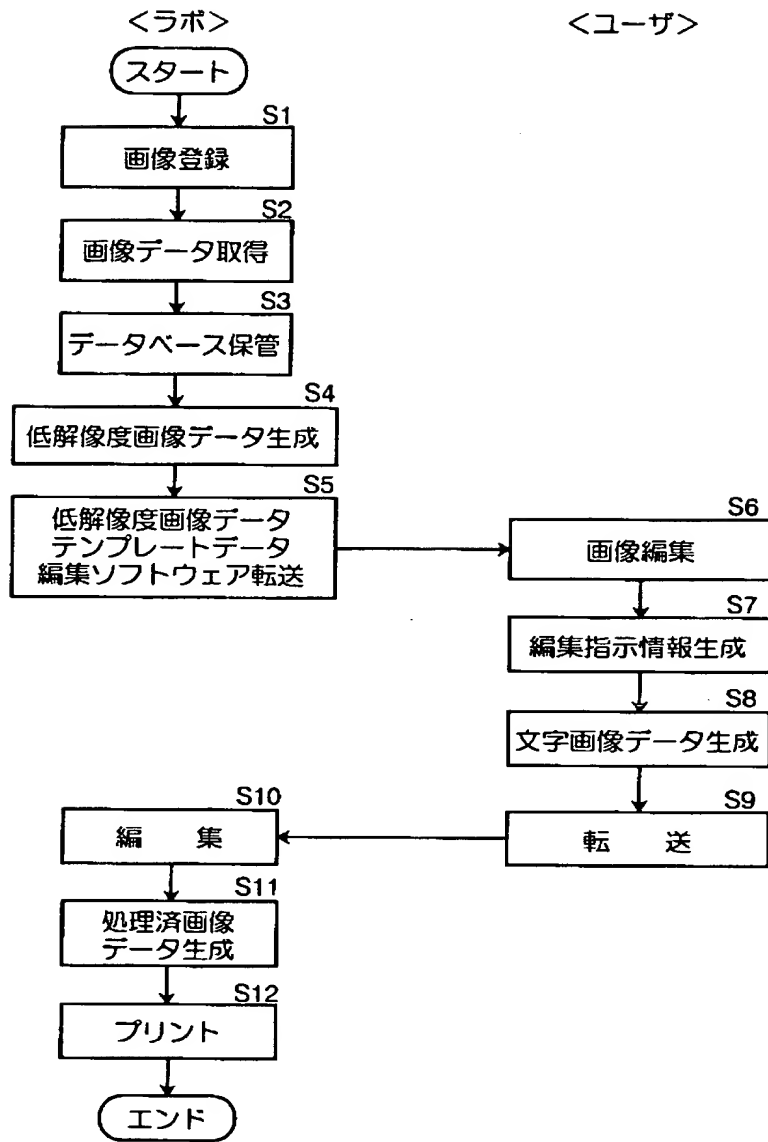 <ラボ>
<ユーザ>
スタート
S1
画像登録
S2
画像データ取得
S3
データベース保管
S4
低解像度画像データ生成
S5
低解像度画像データ
テンプレートデータ
編集ソフトウェア転送
S6
画像編集
S7
編集指示情報生成
S8
文字画像データ生成
S9
転 送
S10
編 集
S11
処理済画像
データ生成
S12
プリント
エンド